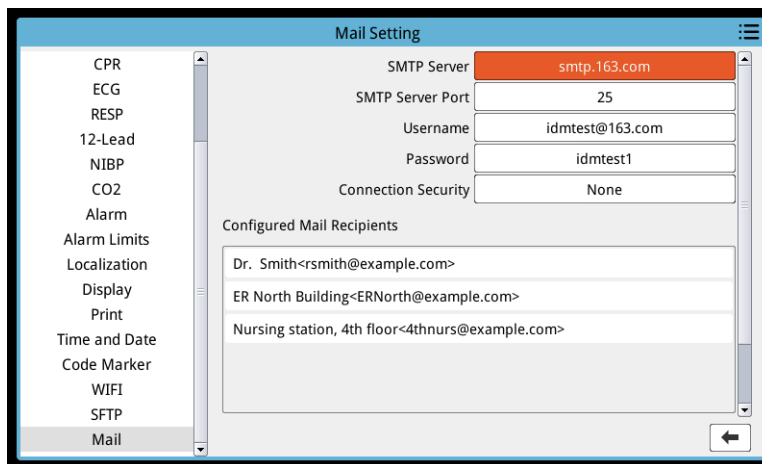 Mail Setting
CPR
ECG
RESP
12-Lead
NIBP
CO2
Alarm
Alarm Limits
Localization
Display
Print
Time and Date
Code Marker
WIFI
SFTP
Mail
SMTP Server smtp.163.com
SMTP Server Port 25
Username idmtest@163.com
Password idmtest1
Connection Security None
Configured Mail Recipients
Dr.  Smith<rsmith@example.com>
ER North Building<ERNorth@example.com>
Nursing station, 4th floor<4thnurs@example.com>